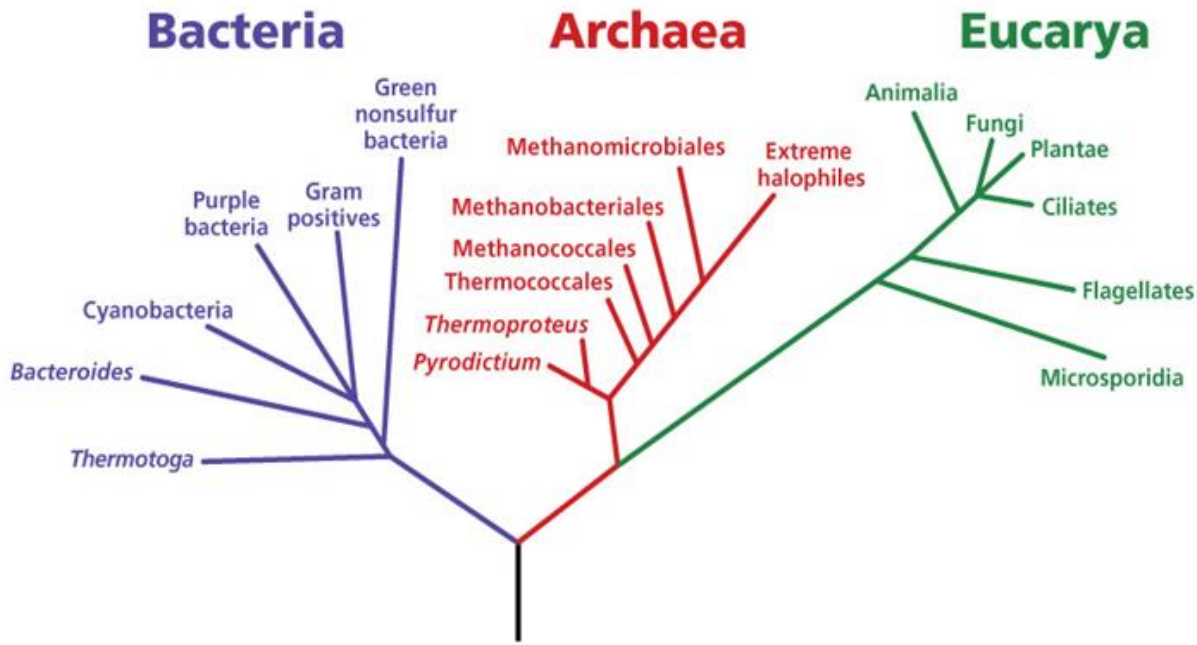 Bacteria
Archaea
Eucarya
Green
nonsulfur
bacteria
Gram
positives
Purple
bacteria
Cyanobacteria
Bacteroides
Thermotoga
Methanomicrobiales
Extreme
halophiles
Methanobacteriales
Methanococcales
Thermococcales
Thermoproteus
Pyrodictium
Animalia
Fungi
Plantae
Ciliates
Flagellates
Microsporidia